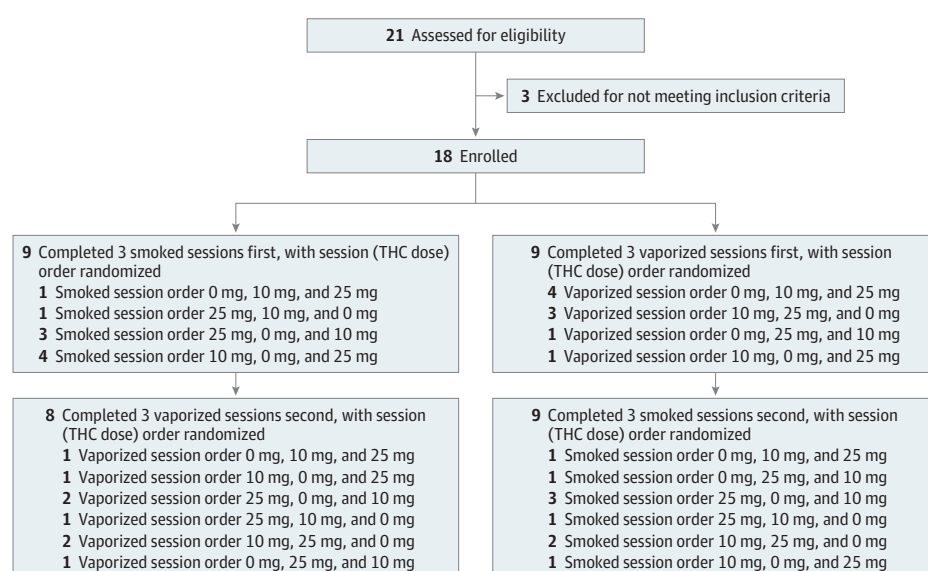 21 Assessed for eligibility
3 Excluded for not meeting inclusion criteria
18 Enrolled
9 Completed 3 smoked sessions first, with session (THC dose)
order randomized
1 Smoked session order 0 mg, 10 mg, and 25 mg
1 Smoked session order 25 mg, 10 mg, and 0 mg
3 Smoked session order 25 mg, 0 mg, and 10 mg
4 Smoked session order 10 mg, 0 mg, and 25 mg
9 Completed 3 vaporized sessions first, with session
(THC dose) order randomized
4 Vaporized session order 0 mg, 10 mg, and 25 mg
3 Vaporized session order 10 mg, 25 mg, and 0 mg
1 Vaporized session order 0 mg, 25 mg, and 10 mg
1 Vaporized session order 10 mg, 0 mg, and 25 mg
8 Completed 3 vaporized sessions second, with session
(THC dose) order randomized
1 Vaporized session order 0 mg, 10 mg, and 25 mg
1 Vaporized session order 10 mg, 0 mg, and 25 mg
2 Vaporized session order 25 mg, 0 mg, and 10 mg
1 Vaporized session order 25 mg, 10 mg, and 0 mg
2 Vaporized session order 10 mg, 25 mg, and 0 mg
1 Vaporized session order 0 mg, 25 mg, and 10 mg
9 Completed 3 smoked sessions second, with session
(THC dose) order randomized
1 Smoked session order 0 mg, 10 mg, and 25 mg
1 Smoked session order 0 mg, 25 mg, and 10 mg
3 Smoked session order 25 mg, 0 mg, and 10 mg
1 Smoked session order 25 mg, 10 mg, and 0 mg
2 Smoked session order 10 mg, 25 mg, and 0 mg
1 Smoked session order 10 mg, 0 mg, and 25 mg